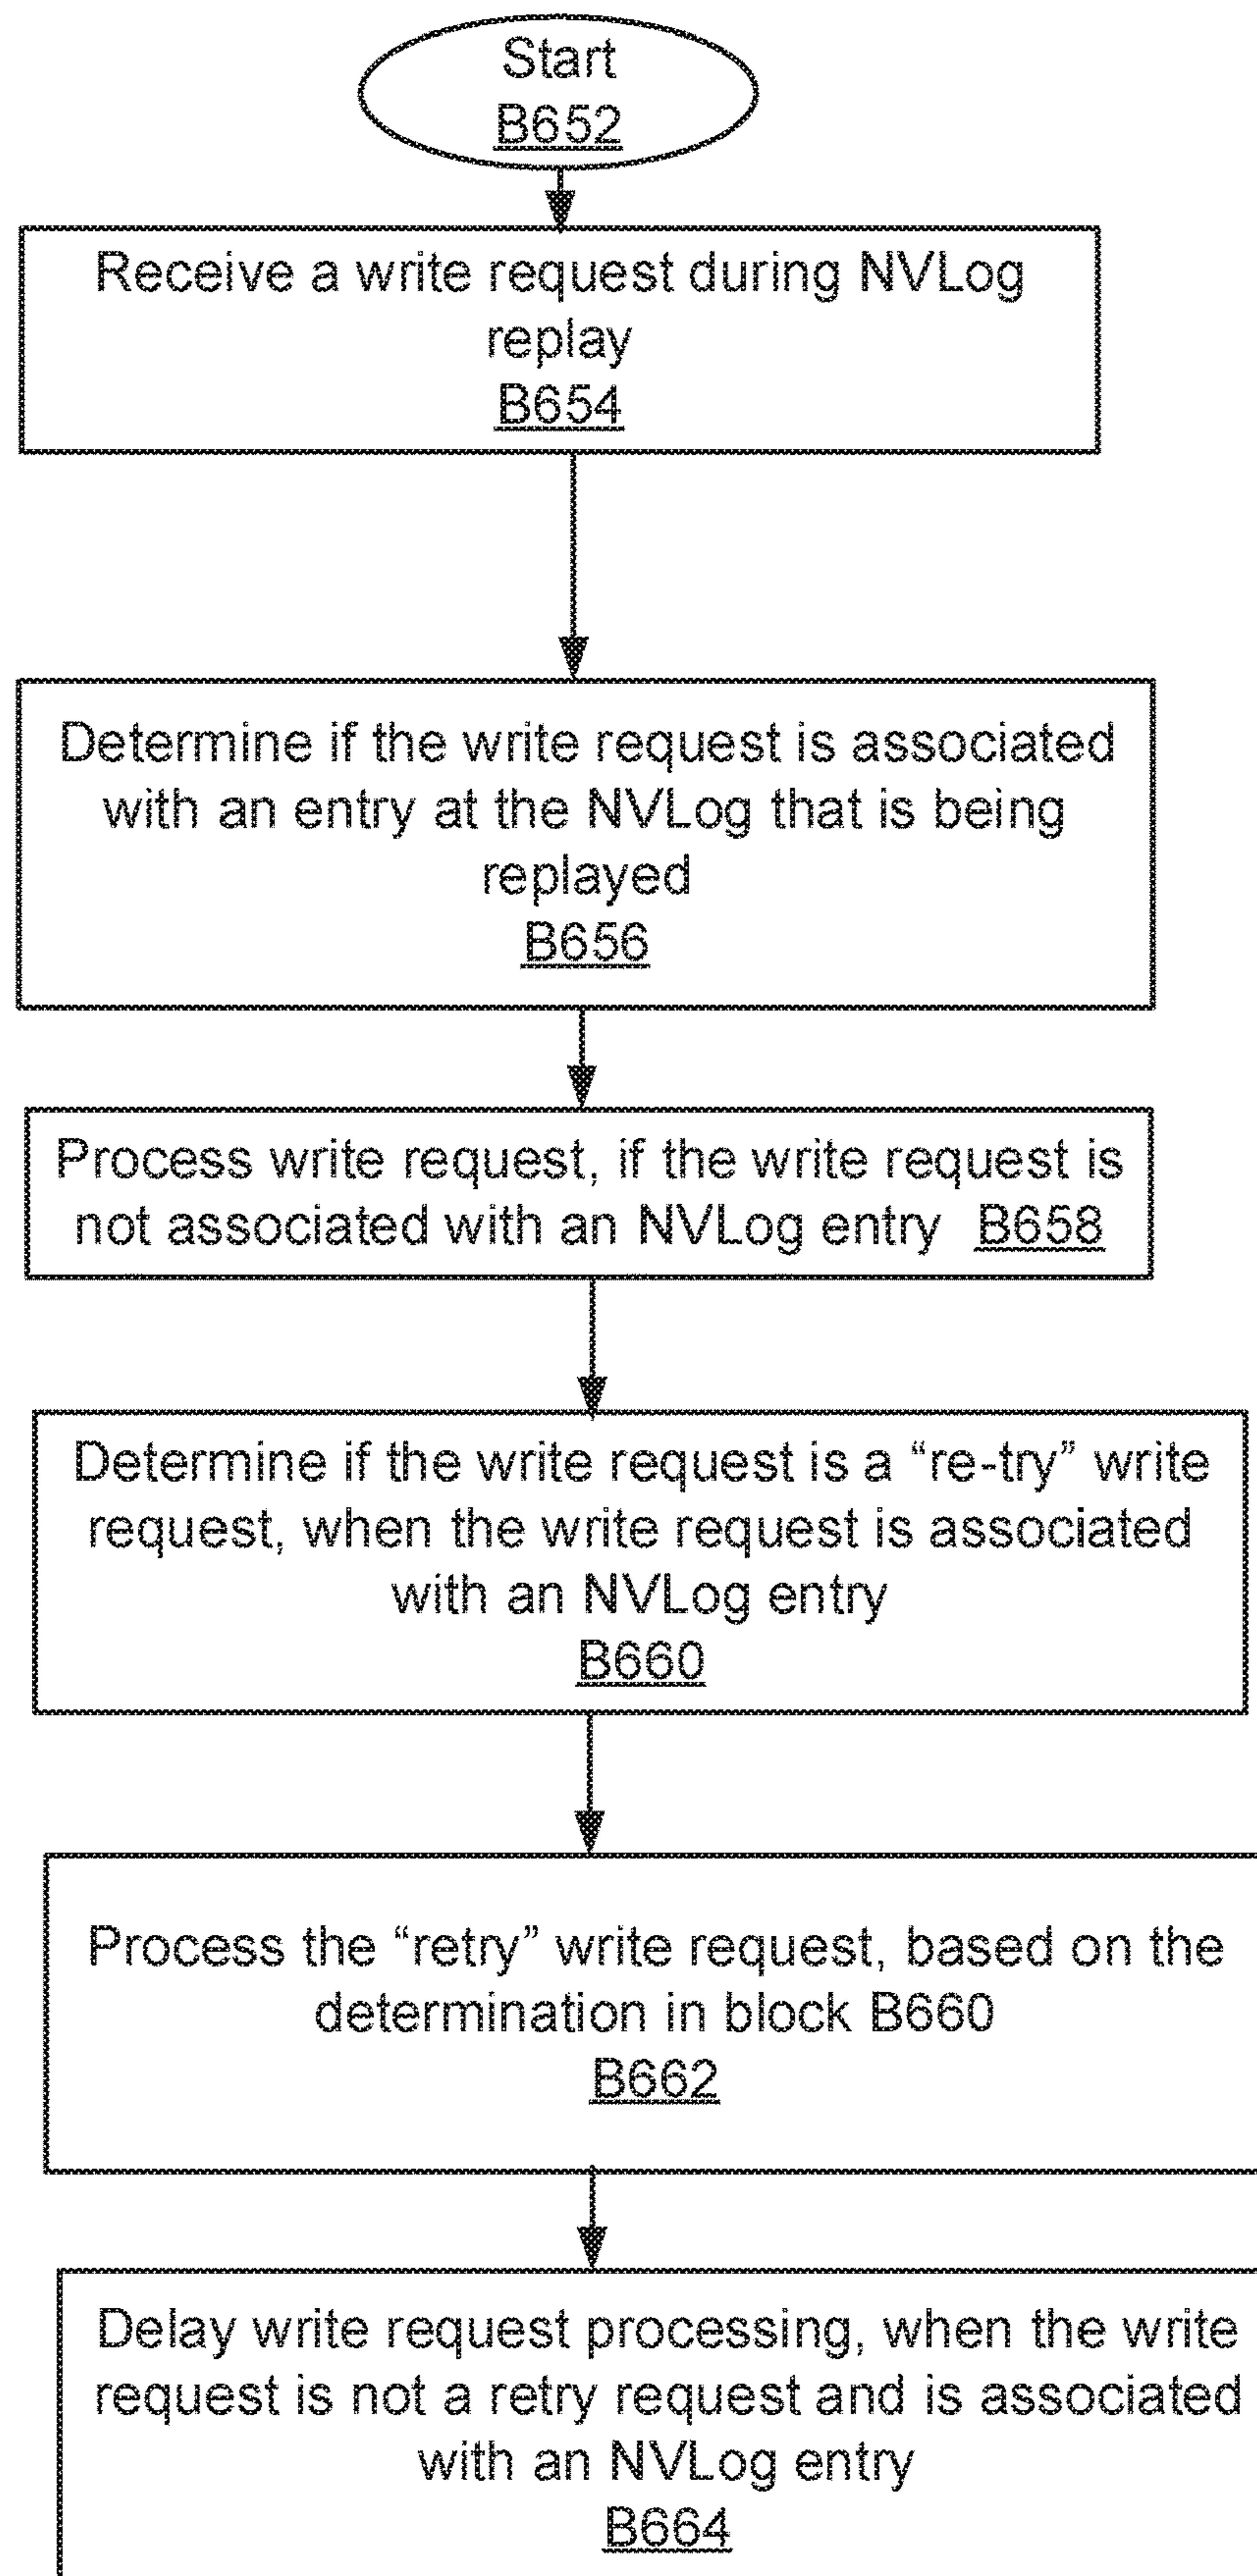 Start
B652
Receive a write request during NVLog
replay
B654
Determine if the write request is associated
with an entry at the NVLog that is being
replayed
B656
Process write request, if the write request is
not associated with an NVLog entry B658
Determine if the write request is a “re-try” write
request, when the write request is associated
with an NVLog entry
B660
Process the “retry” write request, based on the
determination in block B660
B662
Delay write request processing, when the write
request is not a retry request and is associated
with an NVLog entry
B664